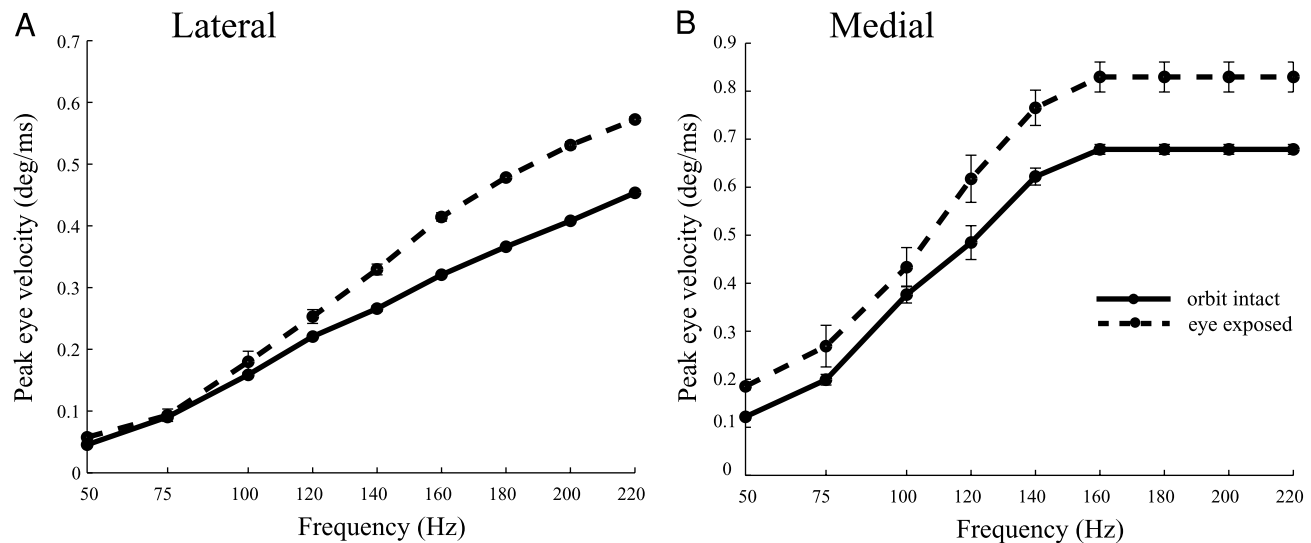 A
Lateral
0.7
0.6
0.5
0.4
0.3
0.2
0.1
0
Peak eye velocity (deg/ms)
50 75 100 120 140 160 180 200 220
Frequency (Hz)
B
Medial
0.9
0.8
0.7
0.6
0.5
0.4
0.3
0.2
0.1
0
Peak eye velocity (deg/ms)
orbit intact
eye exposed
50 75 100 120 140 160 180 200 220
Frequency (Hz)